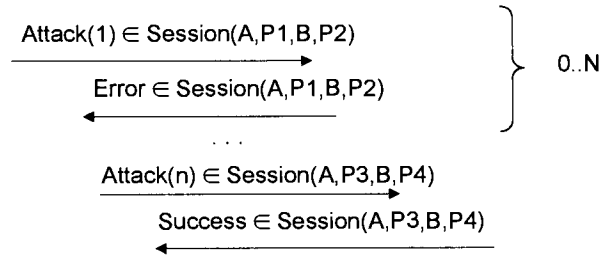 Attack(1) ∈ Session(A,P1,B,P2)
0..N
Error ∈ Session(A,P1,B,P2)
. . .
Attack(n) ∈ Session(A,P3,B,P4)
Success ∈ Session(A,P3,B,P4)